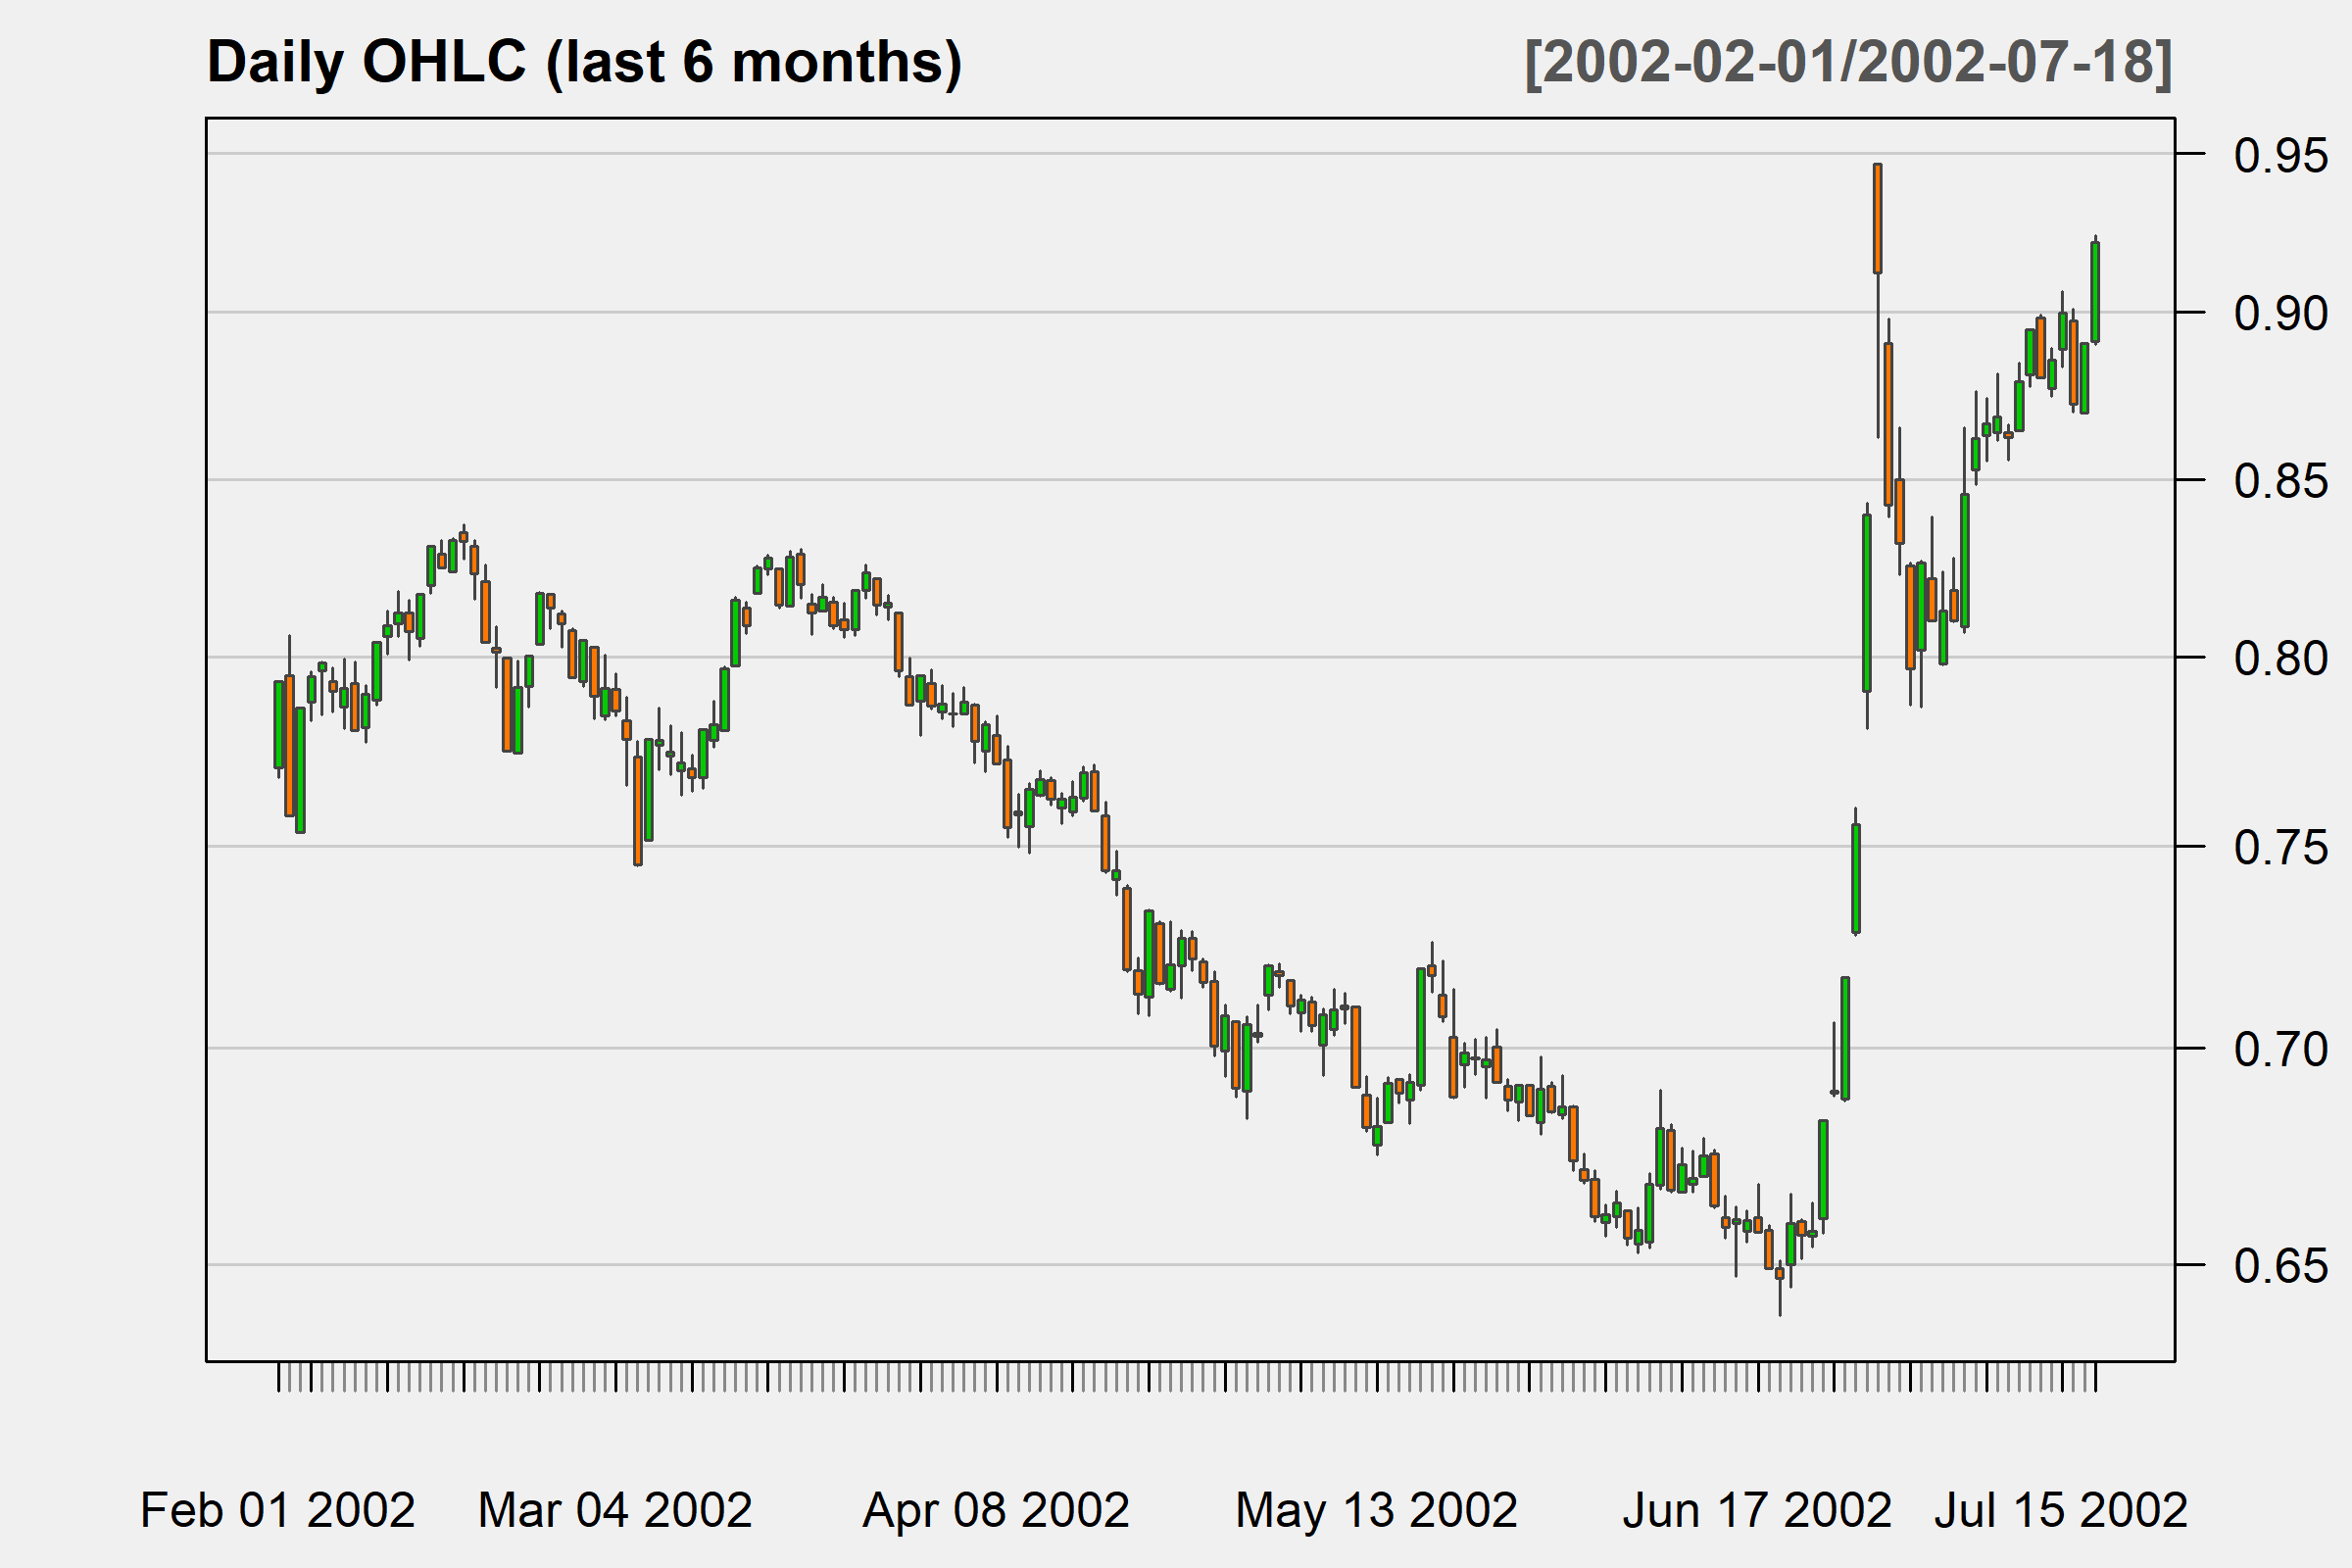 Daily OHLC (last 6 months)
[2002-02-01/2002-07-18]
0.95
0.90
0.85
0.80
0.75
0.70
0.65
Feb 01 2002
Mar 04 2002
Apr 08 2002
May 13 2002
Jun 17 2002
Jul 15 2002